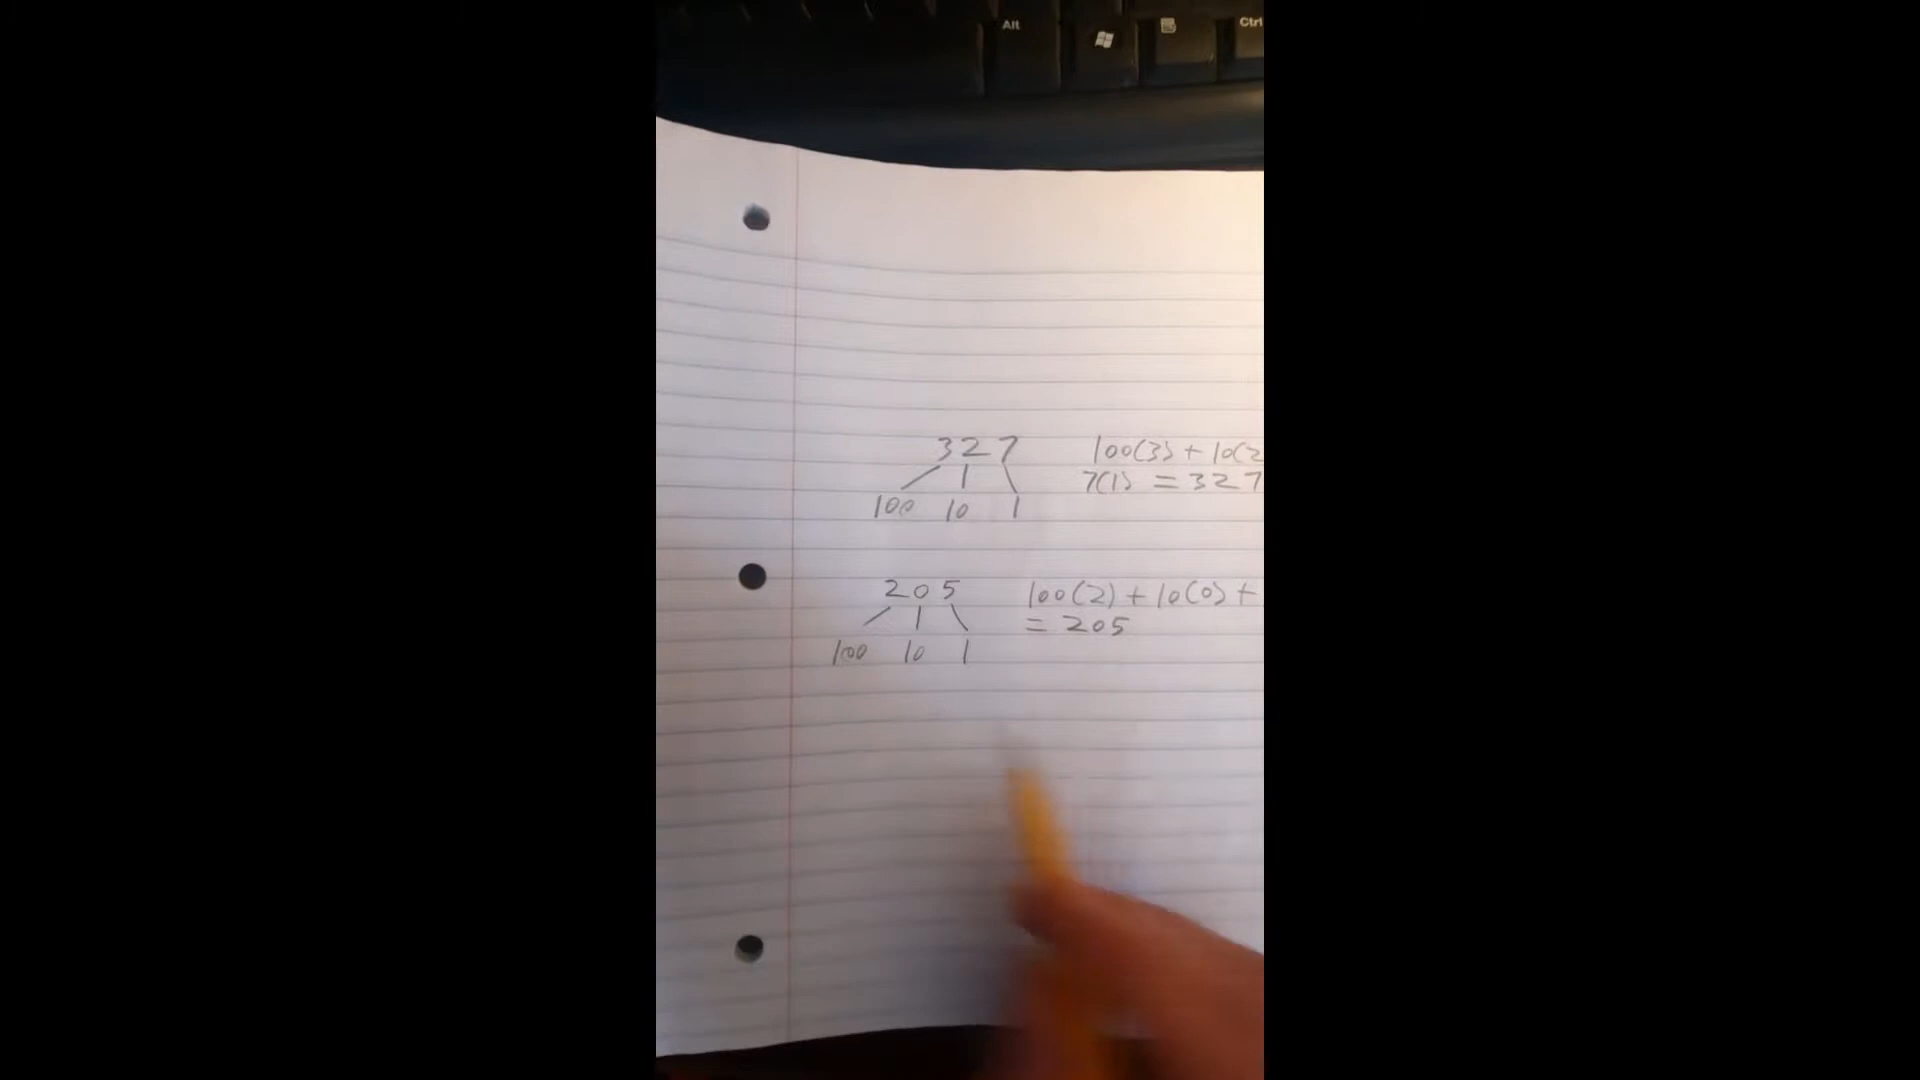 Alt Ctrl
327 100(3) + 10(2
7(1) = 327
100 10 1
205 100(2) + 10(0) +
= 205
100 10 1